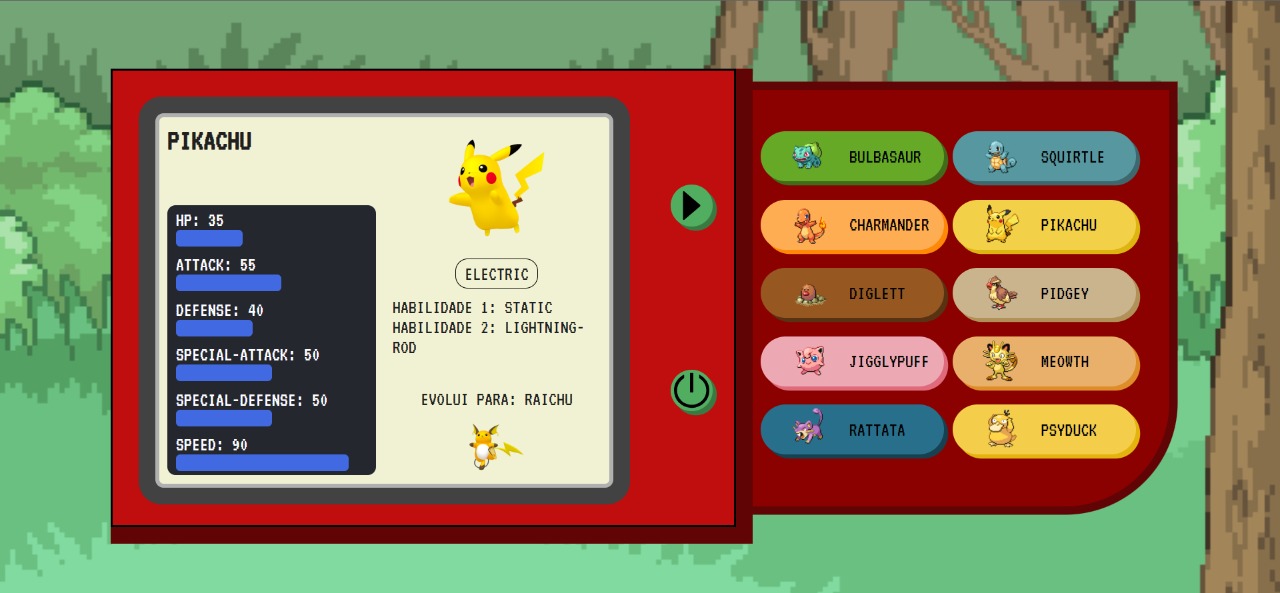 PIKACHU
HP: 35
ATTACK: 55
DEFENSE: 40
SPECIAL-ATTACK: 50
SPECIAL-DEFENSE: 50
SPEED: 90
ELECTRIC
HABILIDADE 1: STATIC
HABILIDADE 2: LIGHTNING-
ROD
EVOLUI PARA: RAICHU
BULBASAUR
SQUIRTLE
CHARMANDER
PIKACHU
DIGLETT
PIDGEY
JIGGLYPUFF
MEOWTH
RATTATA
PSYDUCK